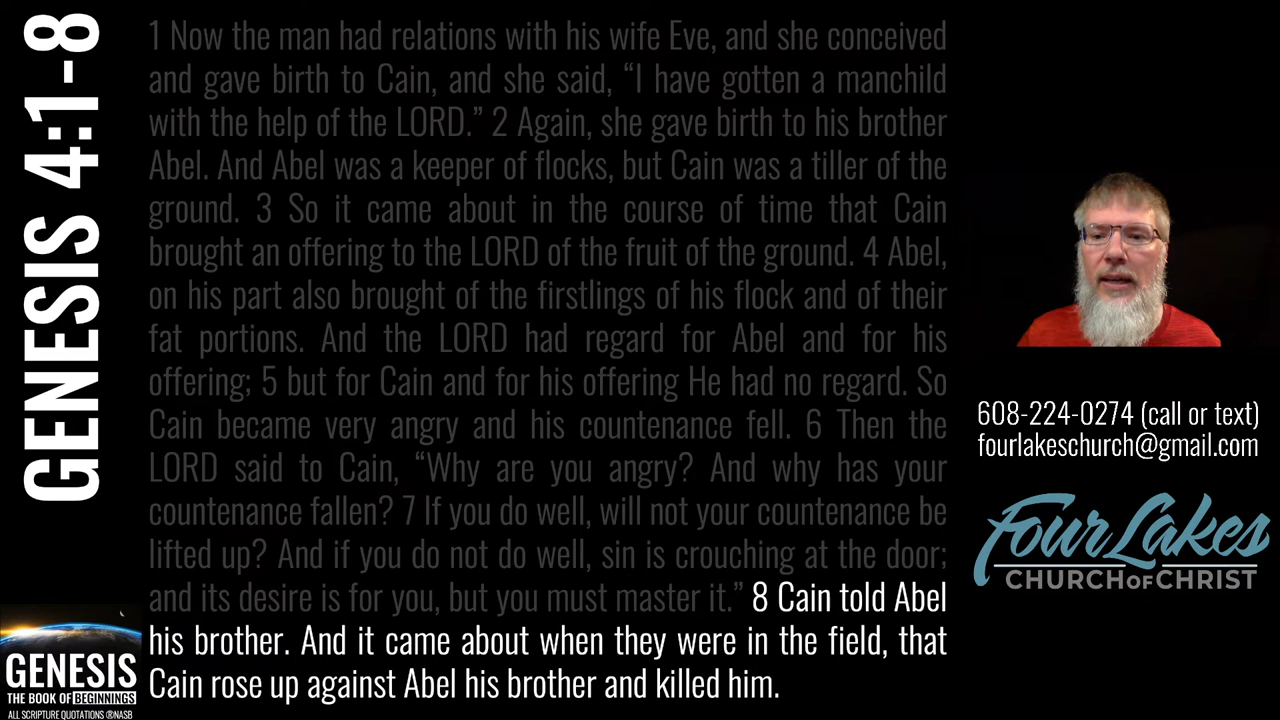 GENESIS 4:1-8
1 Now the man had relations with his wife Eve, and she conceived
and gave birth to Cain, and she said, “I have gotten a manchild
with the help of the LORD.” 2 Again, she gave birth to his brother
Abel. And Abel was a keeper of flocks, but Cain was a tiller of the
ground. 3 So it came about in the course of time that Cain
brought an offering to the LORD of the fruit of the ground. 4 Abel,
on his part also brought of the firstlings of his flock and of their
fat portions. And the LORD had regard for Abel and for his
offering; 5 but for Cain and for his offering He had no regard. So
Cain became very angry and his countenance fell. 6 Then the
LORD said to Cain, “Why are you angry? And why has your
countenance fallen? 7 If you do well, will not your countenance be
lifted up? And if you do not do well, sin is crouching at the door;
and its desire is for you, but you must master it.” 8 Cain told Abel
his brother. And it came about when they were in the field, that
Cain rose up against Abel his brother and killed him.
608-224-0274 (call or text)
fourlakeschurch@gmail.com
Four Lakes
CHURCH OF CHRIST
GENESIS
THE BOOK OF BEGINNINGS
ALL SCRIPTURE QUOTATIONS ®NASB